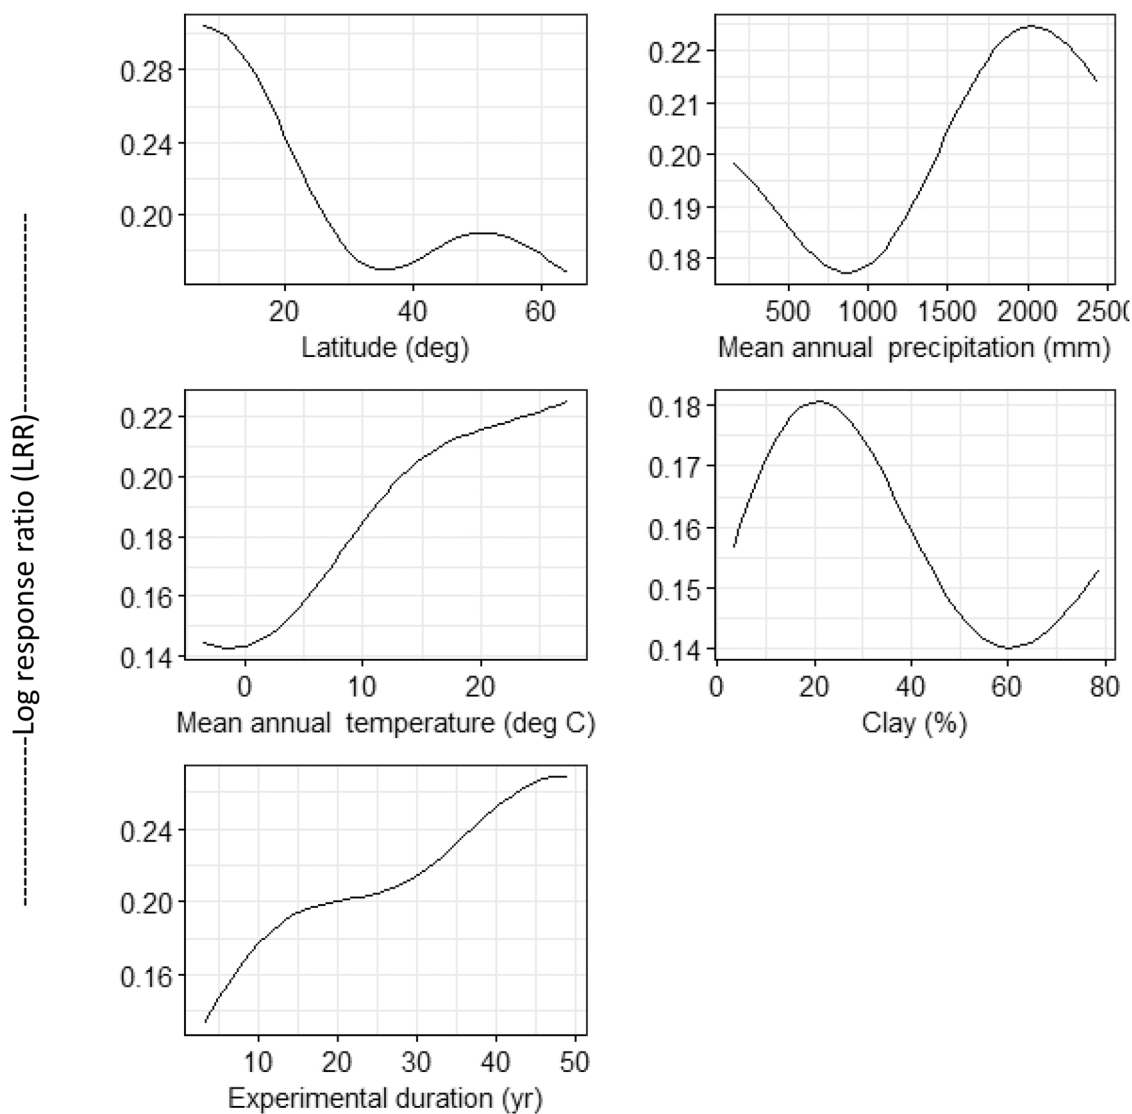 0.28
0.24
0.20
20 40 60
Latitude (deg)
0.22
0.21
0.20
0.19
0.18
500 1000 1500 2000 2500
Mean annual precipitation (mm)
Log response ratio (LRR)
0.22
0.20
0.18
0.16
0.14
0 10 20
Mean annual temperature (deg C)
0.18
0.17
0.16
0.15
0.14
0 20 40 60 80
Clay (%)
0.24
0.20
0.16
10 20 30 40 50
Experimental duration (yr)